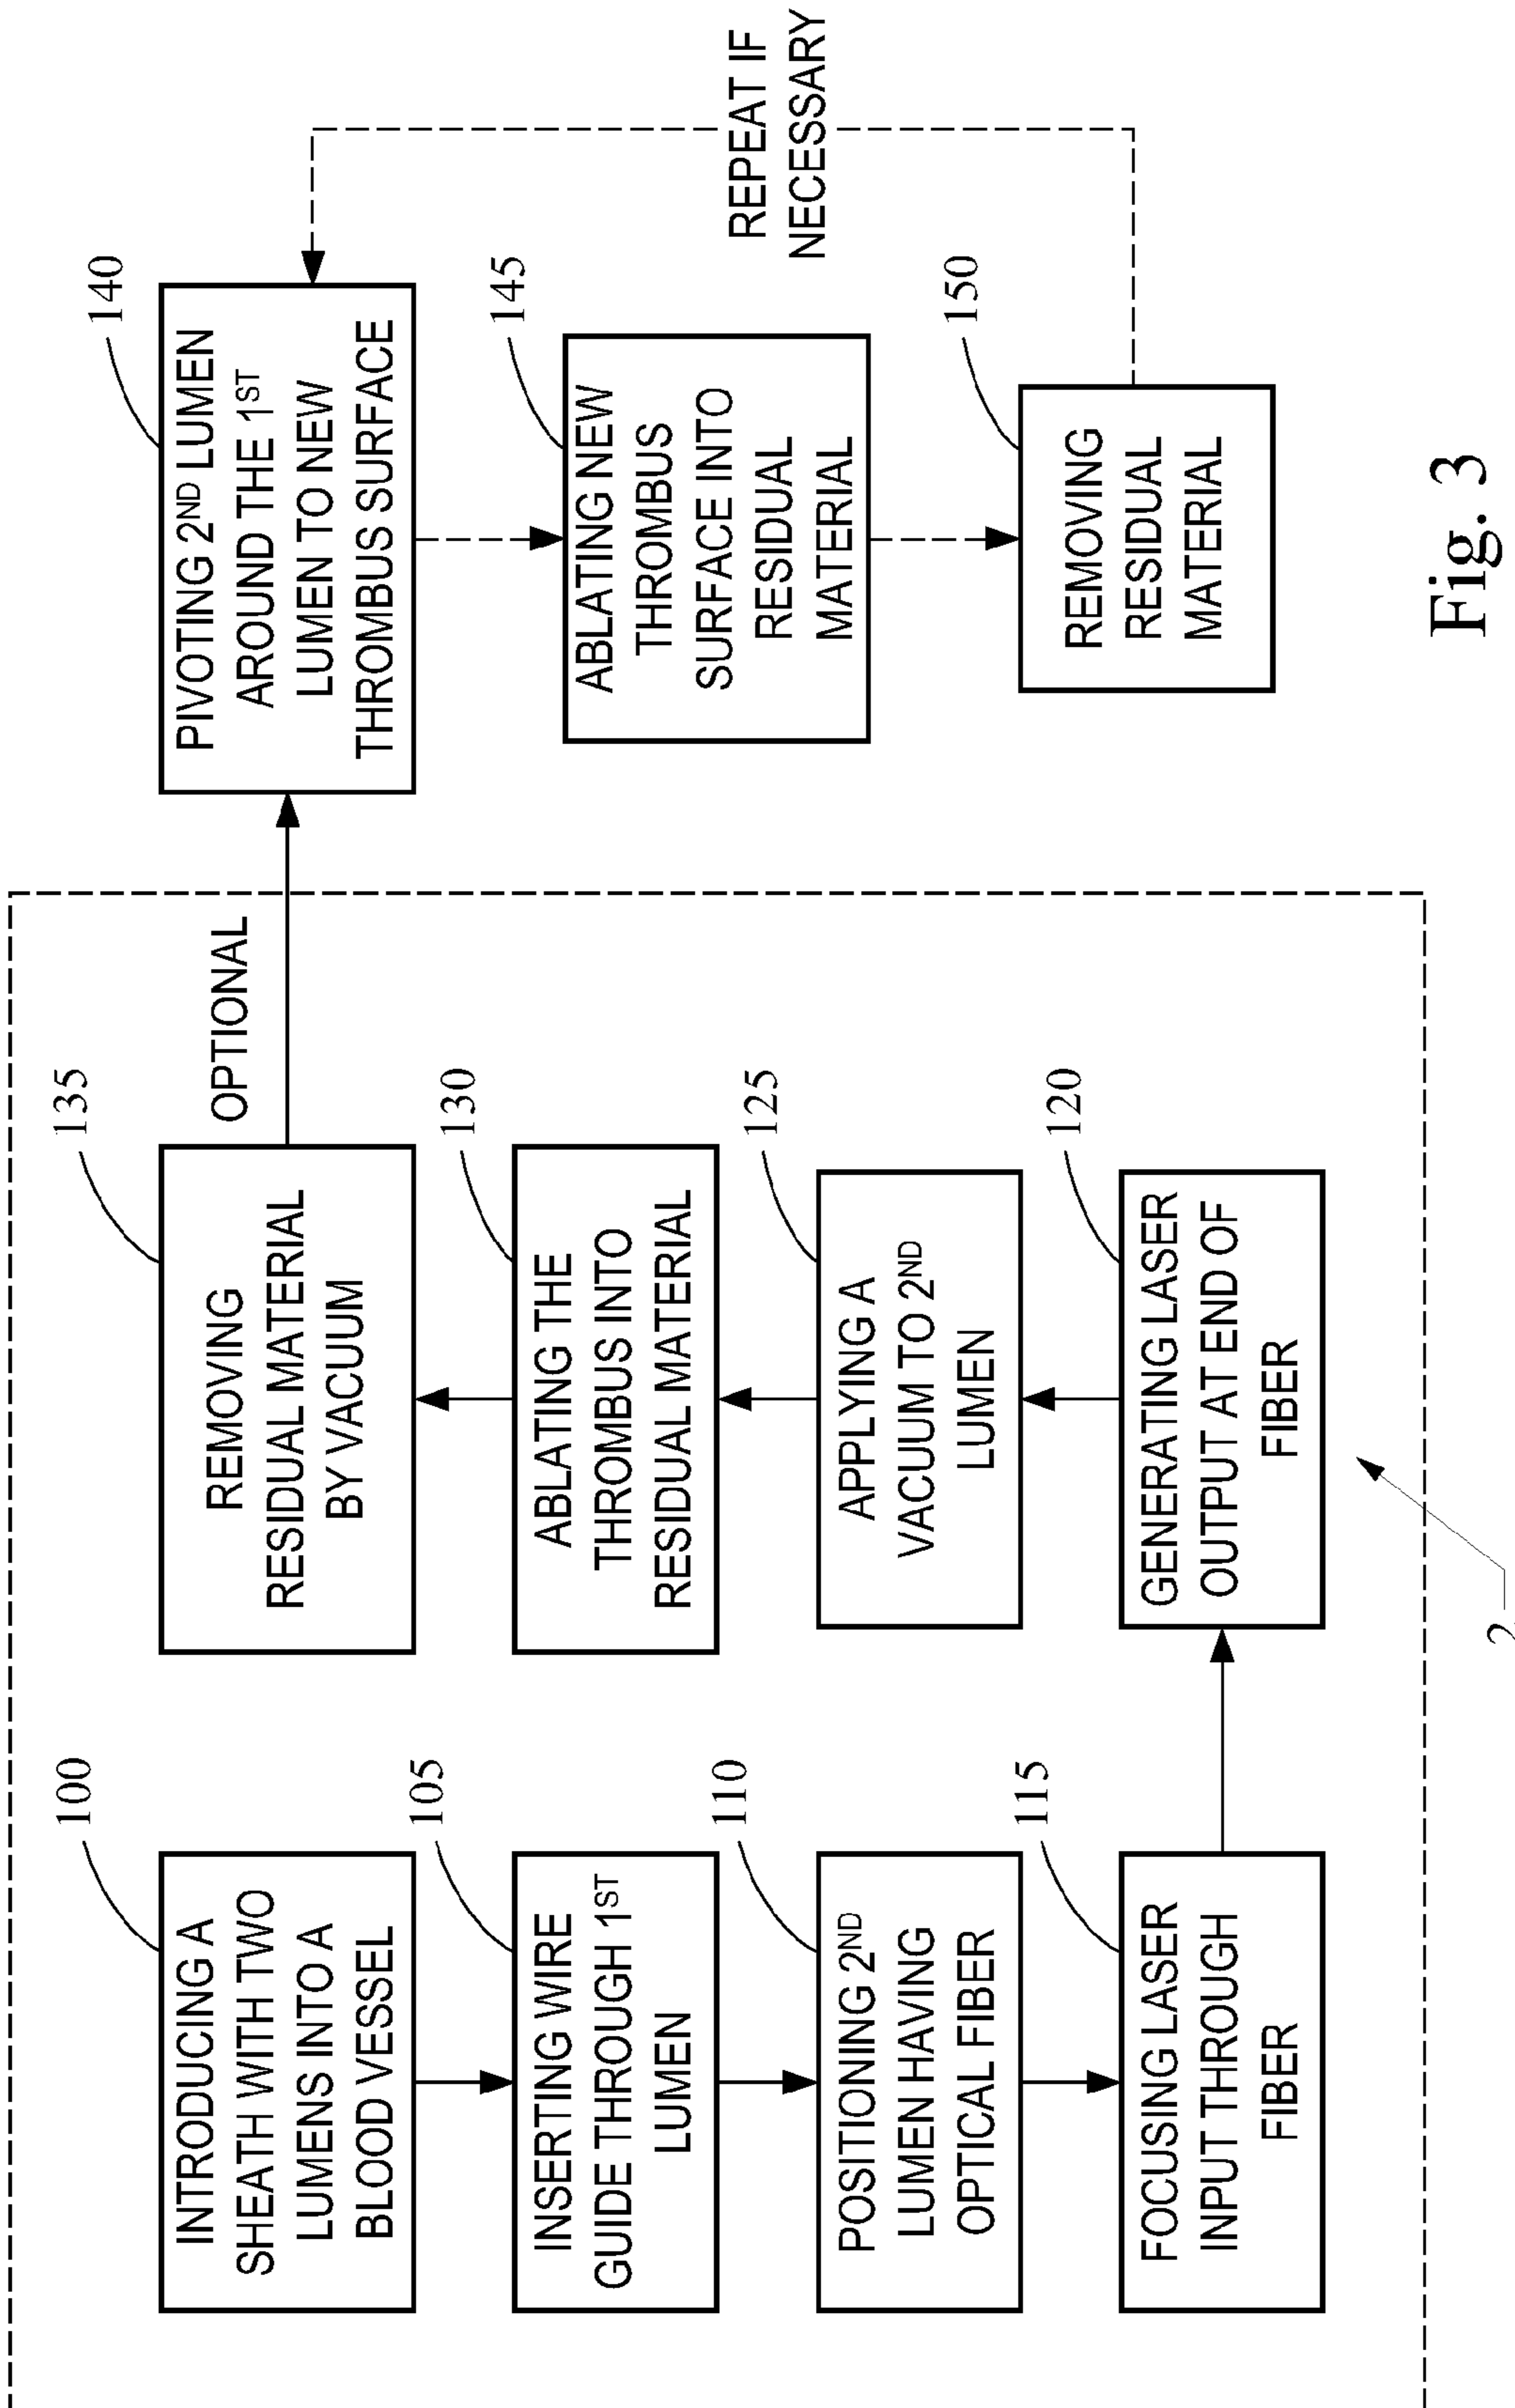 100
INTRODUCING A
SHEATH WITH TWO
LUMENS INTO A
BLOOD VESSEL
105
INSERTING WIRE
GUIDE THROUGH 1ST
LUMEN
110
POSITIONING 2ND
LUMEN HAVING
OPTICAL FIBER
115
FOCUSING LASER
INPUT THROUGH
FIBER
120
GENERATING LASER
OUTPUT AT END OF
FIBER
125
APPLYING A
VACUUM TO 2ND
LUMEN
130
ABLATING THE
THROMBUS INTO
RESIDUAL MATERIAL
135
REMOVING
RESIDUAL MATERIAL
BY VACUUM
OPTIONAL
140
PIVOTING 2ND LUMEN
AROUND THE 1ST
LUMEN TO NEW
THROMBUS SURFACE
145
ABLATING NEW
THROMBUS
SURFACE INTO
RESIDUAL
MATERIAL
150
REMOVING
RESIDUAL
MATERIAL
REPEAT IF
NECESSARY
2
Fig. 3